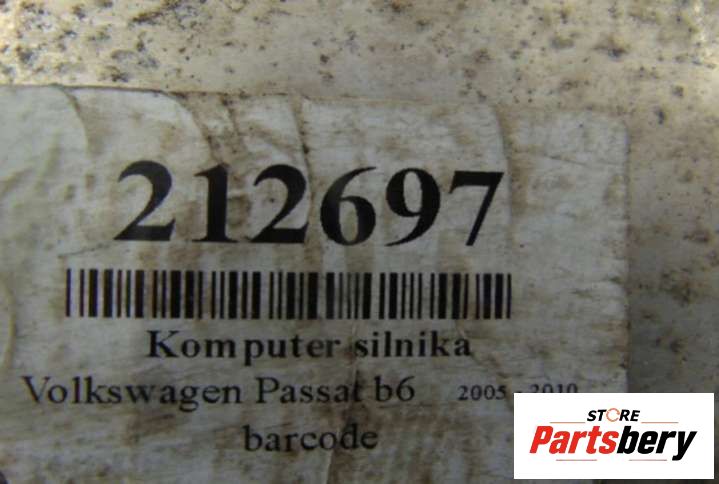 212697
Komputer silnika
Volkswagen Passat b6 2005 - 2010
barcode
STORE
Partsbery